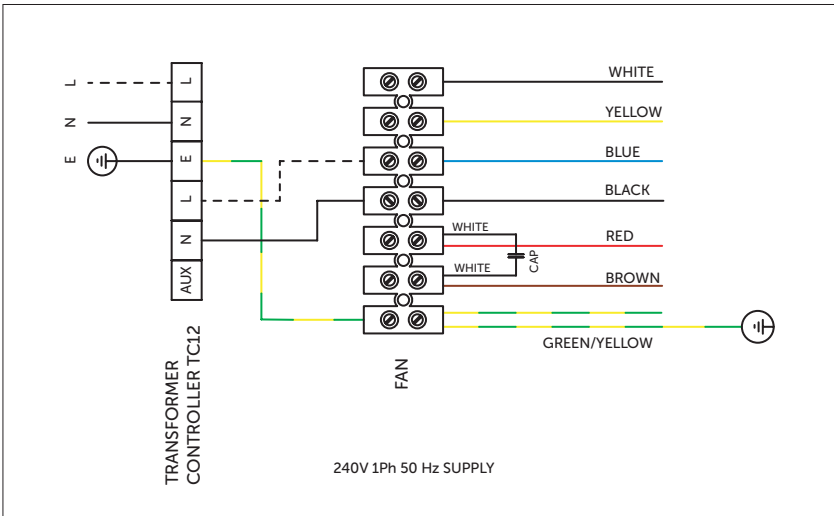 L
N
E
L
N
E
L
N
AUX
TRANSFORMER
CONTROLLER TC12
FAN
WHITE
YELLOW
BLUE
BLACK
WHITE
RED
CAP
WHITE
BROWN
GREEN/YELLOW
240V 1Ph 50 Hz SUPPLY